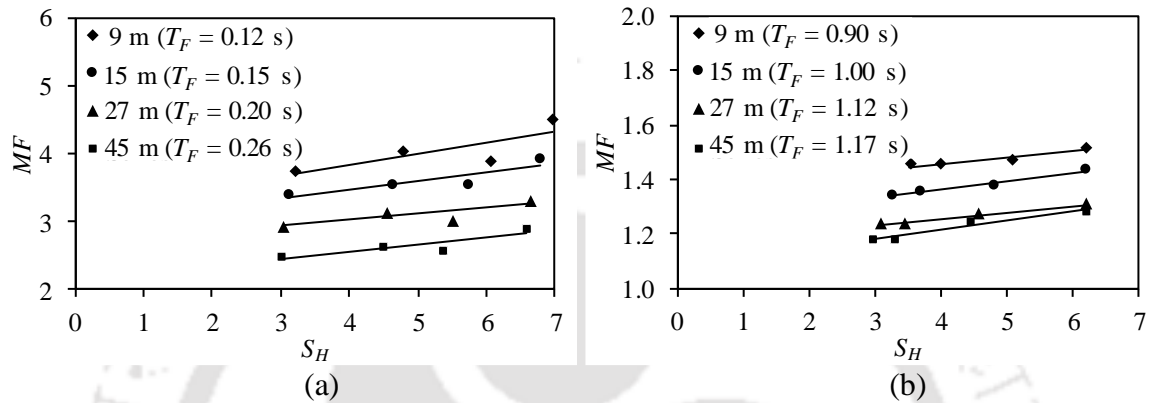 6
5
4
3
2
MF
◆ 9 m (T_F = 0.12 s)
● 15 m (T_F = 0.15 s)
▲ 27 m (T_F = 0.20 s)
■ 45 m (T_F = 0.26 s)
0 1 2 3 4 5 6 7
S_H
(a)
2.0
1.8
1.6
1.4
1.2
1.0
MF
◆ 9 m (T_F = 0.90 s)
● 15 m (T_F = 1.00 s)
▲ 27 m (T_F = 1.12 s)
■ 45 m (T_F = 1.17 s)
0 1 2 3 4 5 6 7
S_H
(b)